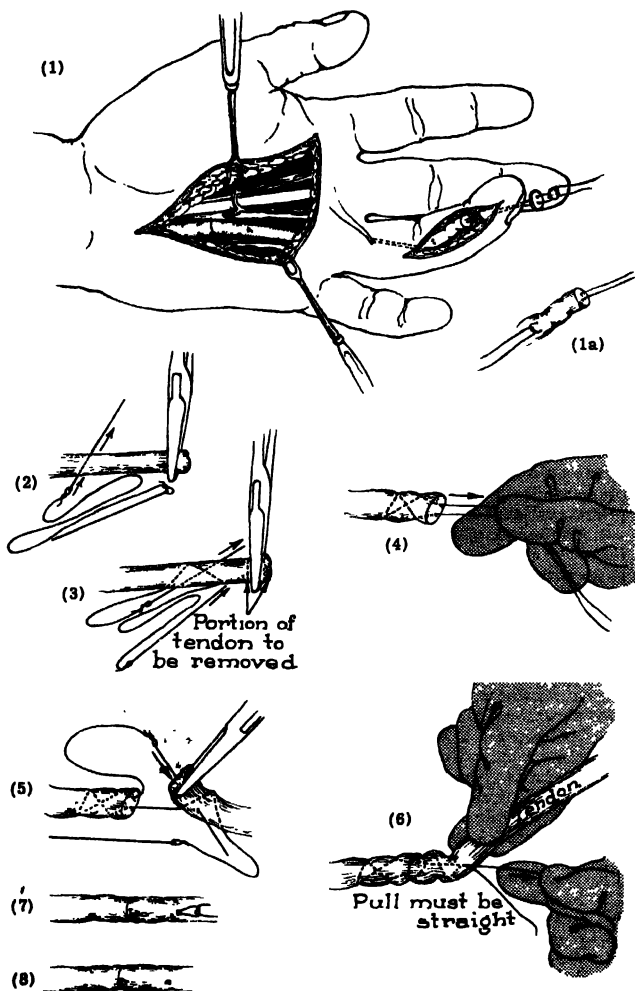 (1)
(1a)
(2)
(3)
Portion of
tendon to
be removed
(4)
(5)
(6)
tendon
Pull must be
straight
(7)
(8)